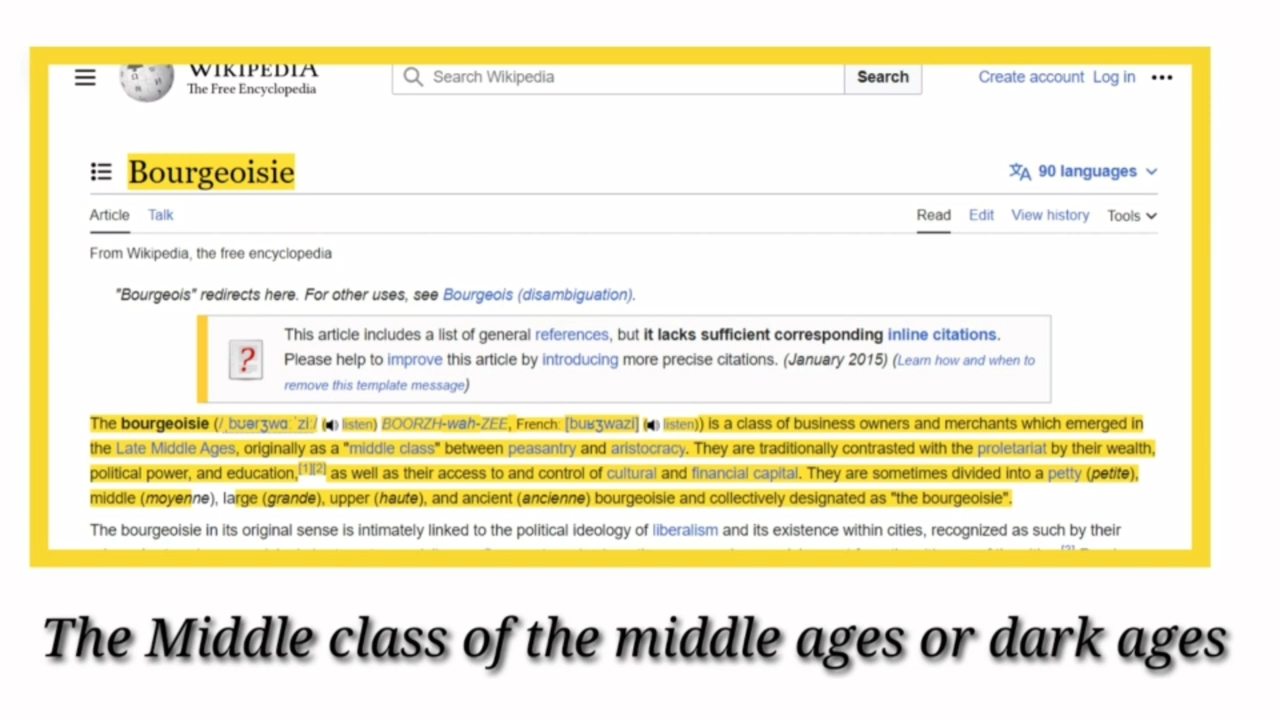 WIKIPEDIA
The Free Encyclopedia
Search Wikipedia
Search
Create account Log in
Bourgeoisie
90 languages
Article Talk
Read Edit View history Tools
From Wikipedia, the free encyclopedia
"Bourgeois" redirects here. For other uses, see Bourgeois (disambiguation).
This article includes a list of general references, but it lacks sufficient corresponding inline citations.
Please help to improve this article by introducing more precise citations. (January 2015) (Learn how and when to
remove this template message)
The bourgeoisie (/ˌbʊərʒwɑːˈziː/ (listen) BOORZH-wah-ZEE, French: [buʁʒwazi] (listen)) is a class of business owners and merchants which emerged in
the Late Middle Ages, originally as a "middle class" between peasantry and aristocracy. They are traditionally contrasted with the proletariat by their wealth,
political power, and education,[1][2] as well as their access to and control of cultural and financial capital. They are sometimes divided into a petty (petite),
middle (moyenne), large (grande), upper (haute), and ancient (ancienne) bourgeoisie and collectively designated as "the bourgeoisie".
The bourgeoisie in its original sense is intimately linked to the political ideology of liberalism and its existence within cities, recognized as such by their
The Middle class of the middle ages or dark ages